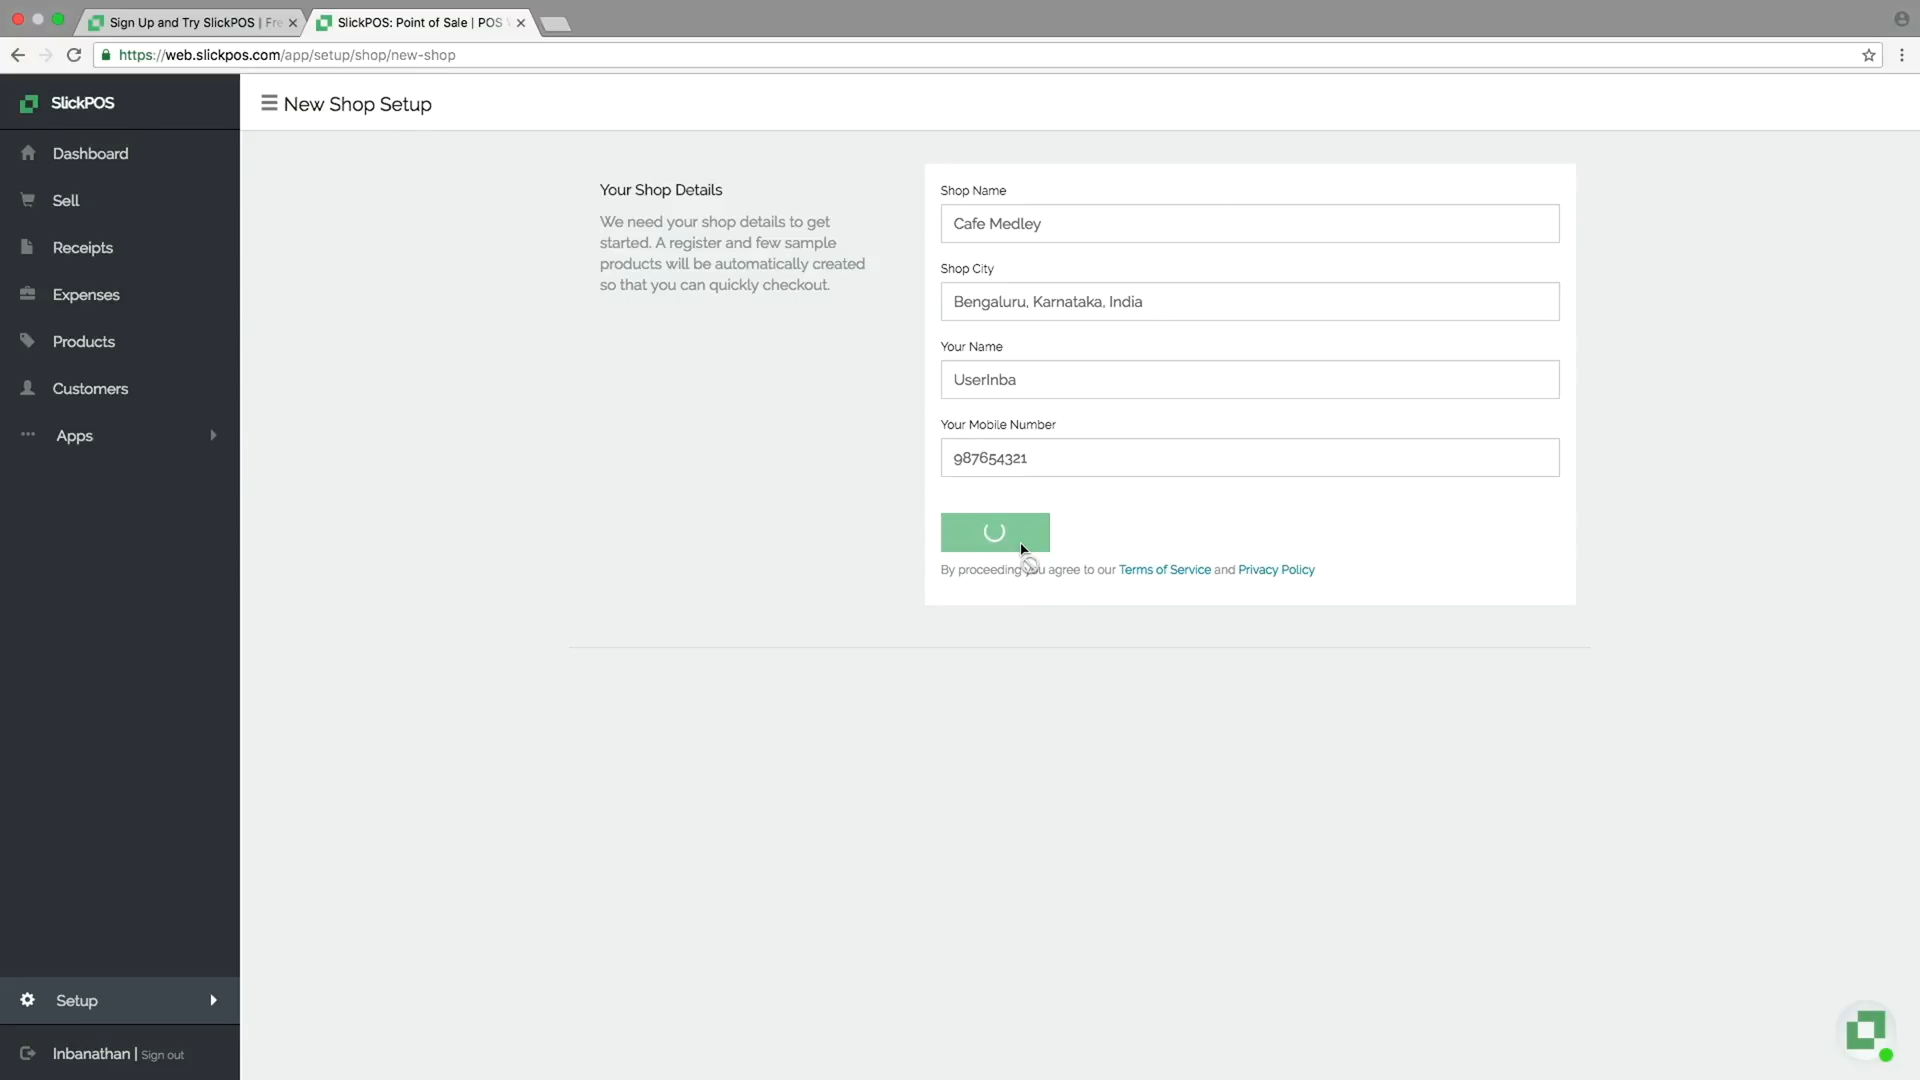 Sign Up and Try SlickPOS | Fre
SlickPOS: Point of Sale | POS
https://web.slickpos.com/app/setup/shop/new-shop
SlickPOS
New Shop Setup
Dashboard
Sell
Receipts
Expenses
Products
Customers
Apps
Your Shop Details
We need your shop details to get
started. A register and few sample
products will be automatically created
so that you can quickly checkout.
Shop Name
Cafe Medley
Shop City
Bengaluru, Karnataka, India
Your Name
UserInba
Your Mobile Number
987654321
By proceeding you agree to our Terms of Service and Privacy Policy
Setup
Inbanathan | Sign out